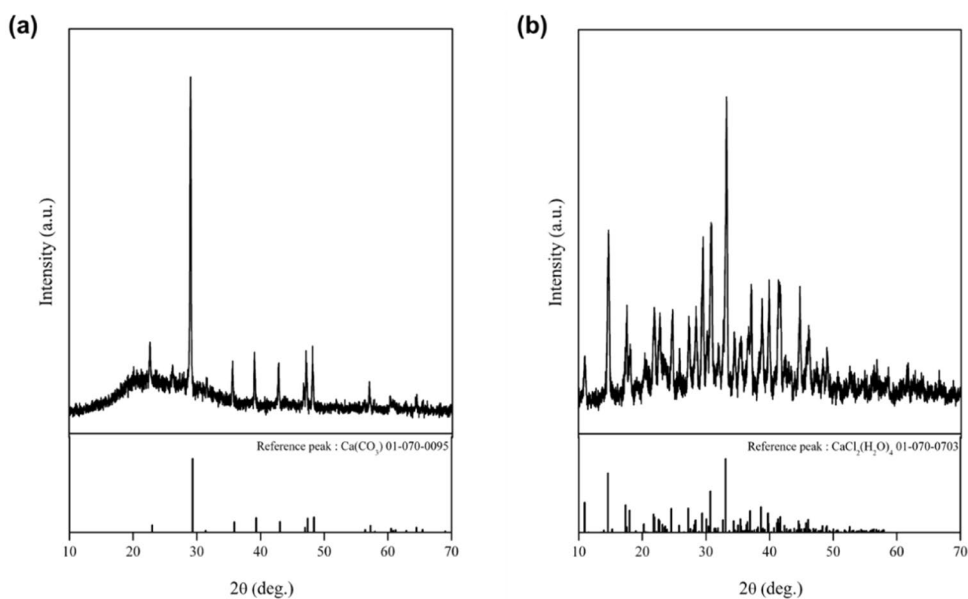 (a)
Intensity (a.u.)
Reference peak : Ca(CO₃) 01-070-0095
10 20 30 40 50 60 70
2θ (deg.)
(b)
Intensity (a.u.)
Reference peak : CaCl₂(H₂O)₄ 01-070-0703
10 20 30 40 50 60 70
2θ (deg.)